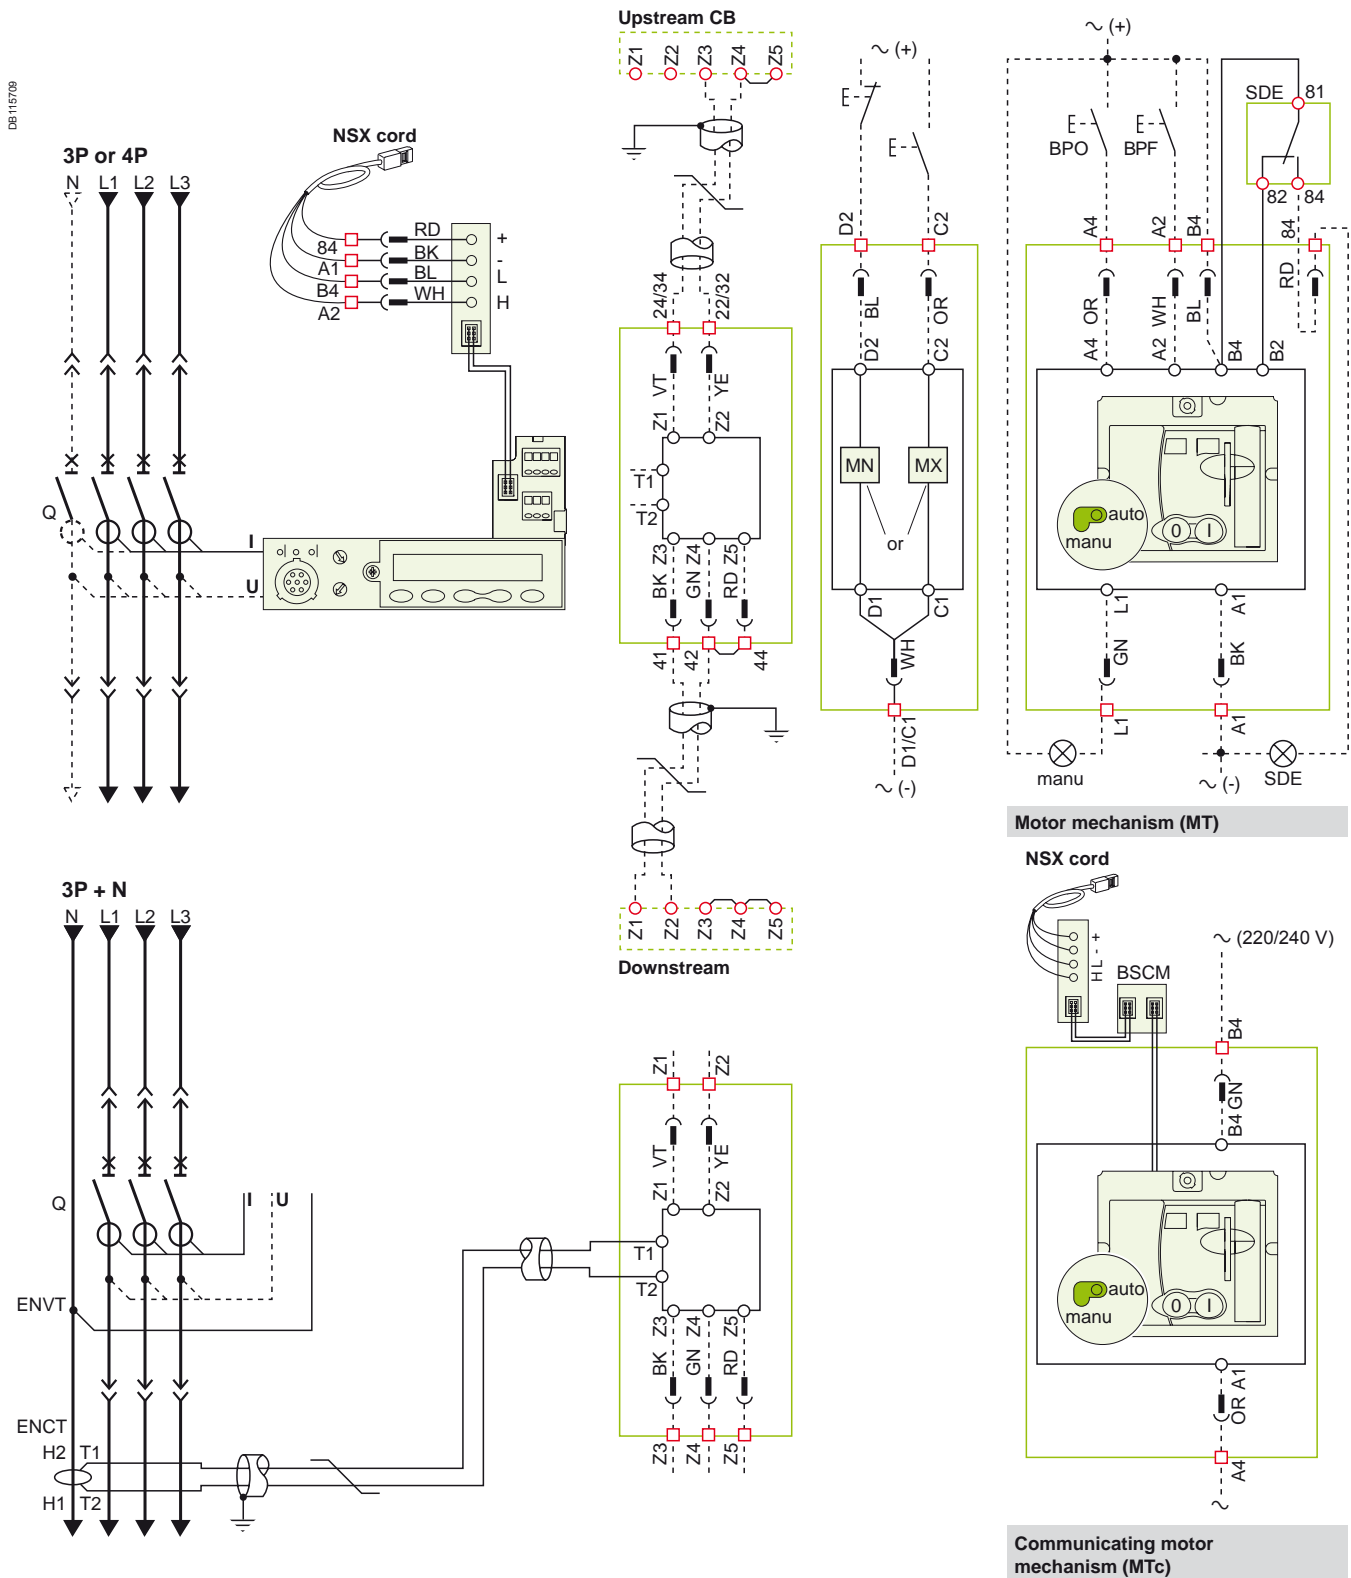 DB115709
Upstream CB
Z1 Z2 Z3 Z4 Z5
3P or 4P
N L1 L2 L3
NSX cord
84 RD +
A1 BK -
B4 BL L
A2 WH H
Q
I
U
24/34 22/32
VT YE
Z1 Z2
T1
T2
Z3 Z4 Z5
BK GN RD
41 42 44
Z1 Z2 Z3 Z4 Z5
Downstream
(+)
D2 C2
BL OR
D2 C2
MN MX
or
D1 C1
WH
D1/C1
(-)
(+)
BPO BPF
SDE 81
82 84
A4 A2 B4 84
OR WH BL RD
A4 A2 B4 B2
auto
manu
0 I
L1 A1
GN BK
L1 A1
manu
(-)
SDE
Motor mechanism (MT)
3P + N
N L1 L2 L3
Q
I U
ENVT
ENCT
H2 T1
H1 T2
Z1 Z2
VT YE
Z1 Z2
T1
T2
Z3 Z4 Z5
BK GN RD
Z3 Z4 Z5
NSX cord
H L - +
BSCM
(220/240 V)
B4
GN
B4
auto
manu
0 I
A1
OR
A4
Communicating motor
mechanism (MTc)